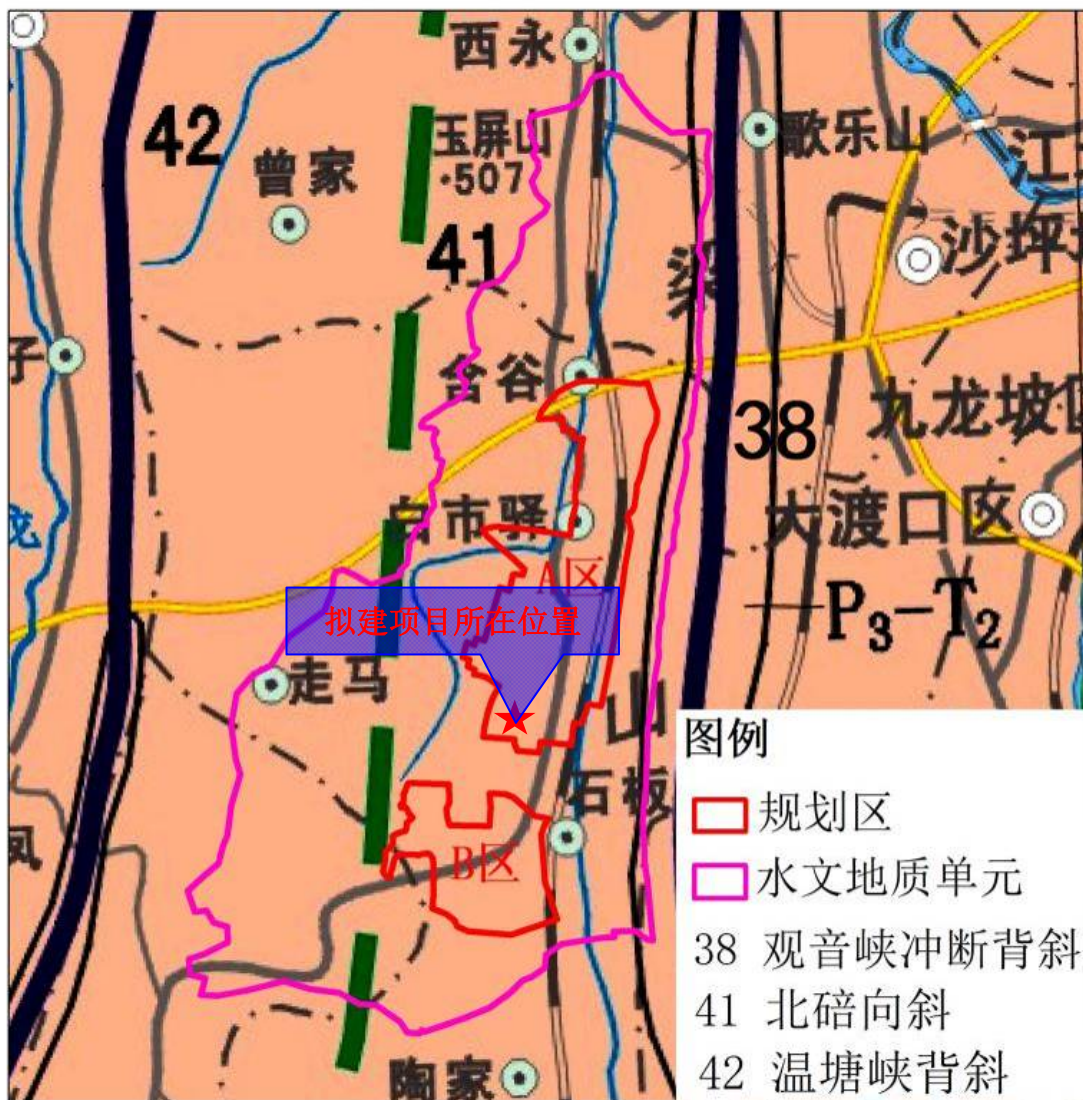 西永
42
玉屏山
·507
歌乐山
曾家
41
沙坪
梁
子
含谷
38
九龙坡区
白市驿
大渡口区
A区
拟建项目所在位置
P₃-T₂
走马
山
石板
B区
凤
陶家
图例
规划区
水文地质单元
38 观音峡冲断背斜
41 北碚向斜
42 温塘峡背斜